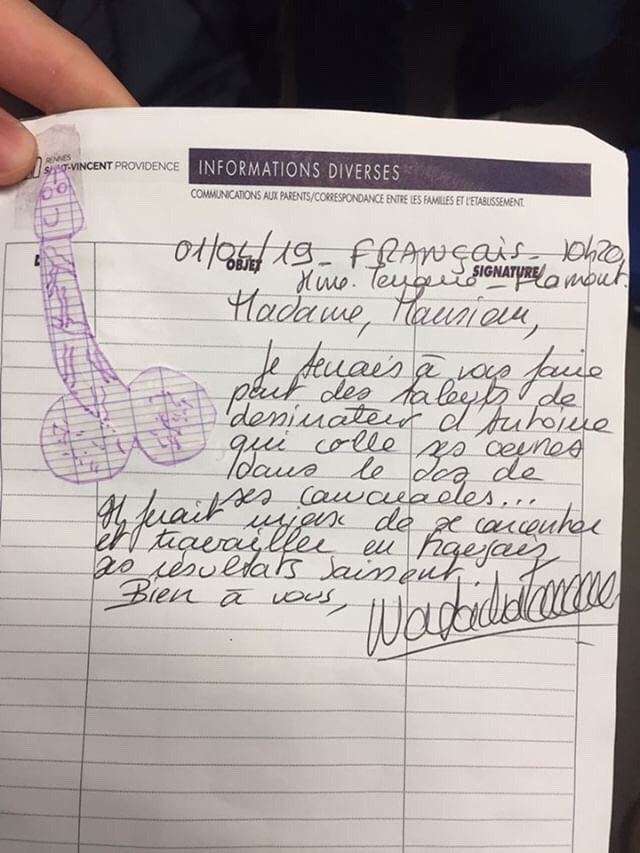 RENNES
SAINT-VINCENT PROVIDENCE
INFORMATIONS DIVERSES
COMMUNICATIONS AUX PARENTS/CORRESPONDANCE ENTRE LES FAMILLES ET L'ETABLISSEMENT.
01/04/19 - FRANÇAIS - 10h20
OBJET
SIGNATURE
Mme. - Flamont.
Madame, Monsieur,
Je tenais à vous faire
part des talents de
dessinateur d'Antoine
qui colle ses œuvres
dans le dos de
ses camarades...
Il ferait mieux de se concentrer
et travailler en français,
ses résultats
Bien à vous,